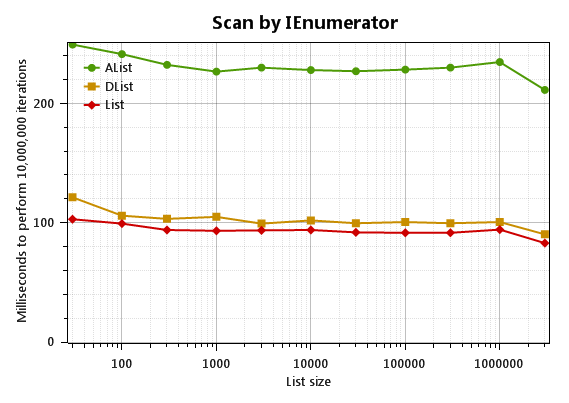 Scan by IEnumerator
Milliseconds to perform 10,000,000 iterations
AList
DList
List
200
100
0
100 1000 10000 100000 1000000
List size